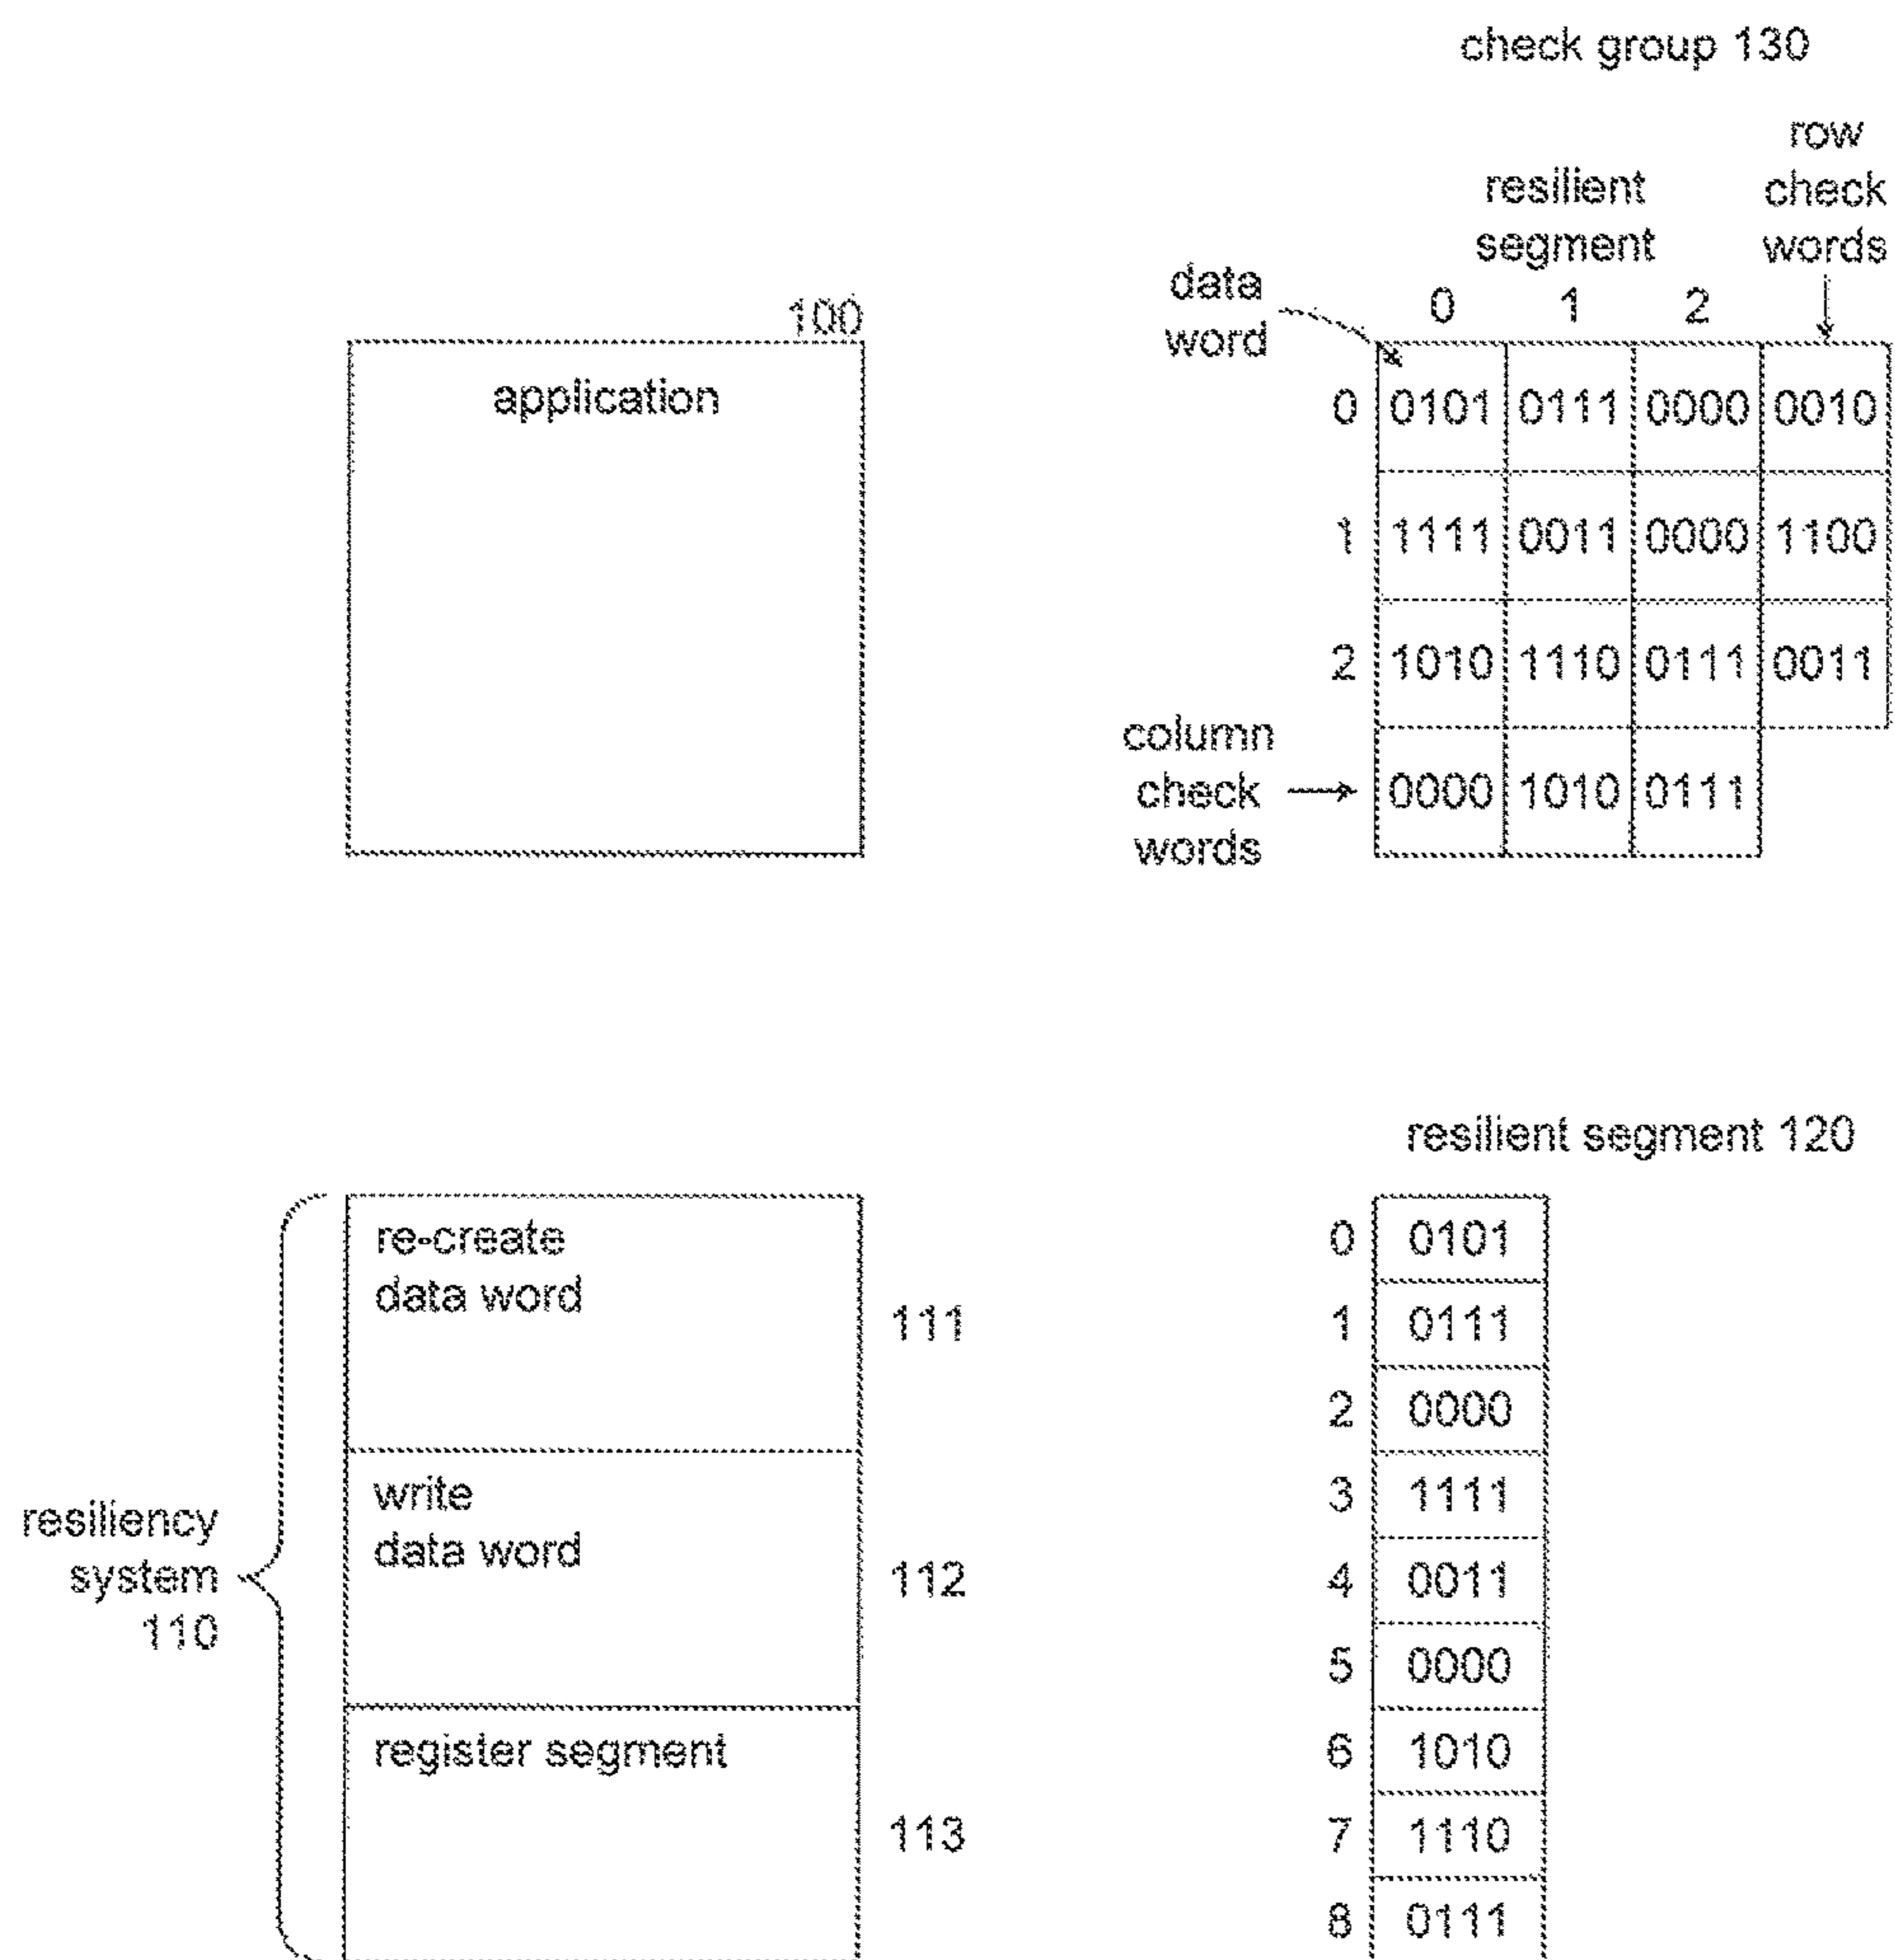 check group 130
row
check
words
resilient
segment
data
word
0 1 2
100
application
0 0101 0111 0000 0010
1 1111 0011 0000 1100
2 1010 1110 0111 0011
column
check
words
0000 1010 0111
resilient segment 120
re-create
data word
111
write
data word
112
register segment
113
resiliency
system
110
0 0101
1 0111
2 0000
3 1111
4 0011
5 0000
6 1010
7 1110
8 0111